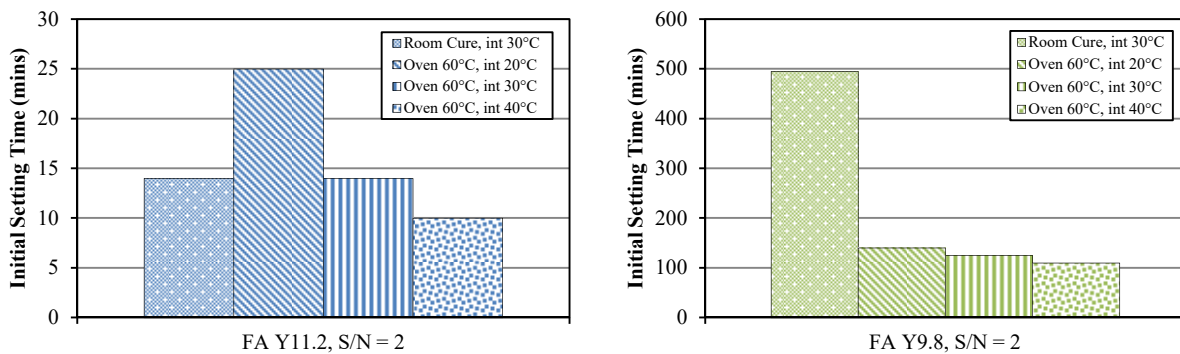 Initial Setting Time (mins)
30
25
20
15
10
5
0
Room Cure, int 30°C
Oven 60°C, int 20°C
Oven 60°C, int 30°C
Oven 60°C, int 40°C
FA Y11.2, S/N = 2
Initial Setting Time (mins)
600
500
400
300
200
100
0
Room Cure, int 30°C
Oven 60°C, int 20°C
Oven 60°C, int 30°C
Oven 60°C, int 40°C
FA Y9.8, S/N = 2